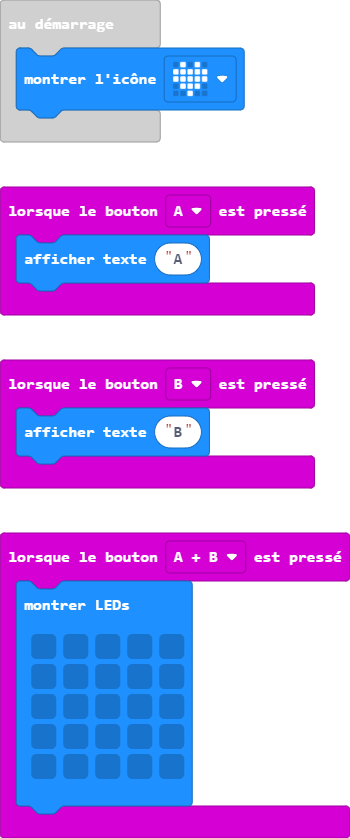 au démarrage
montrer l'icône
lorsque le bouton A est pressé
afficher texte "A"
lorsque le bouton B est pressé
afficher texte "B"
lorsque le bouton A + B est pressé
montrer LEDs